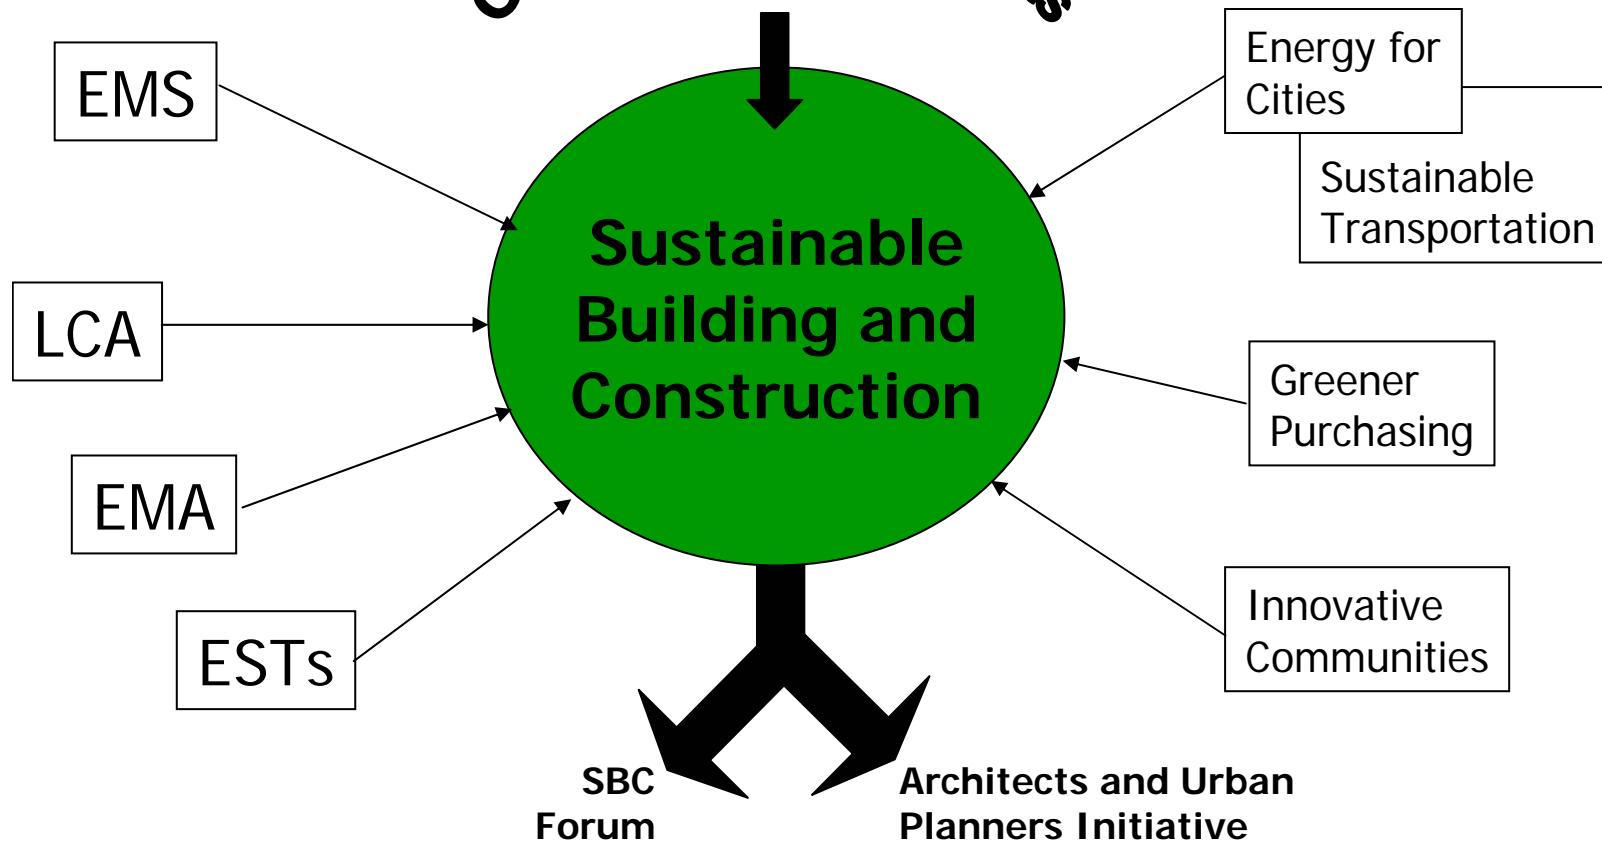 EMS
LCA
EMA
ESTs
Sustainable
Building and
Construction
Energy for
Cities
Sustainable
Transportation
Greener
Purchasing
Innovative
Communities
SBC
Forum
Architects and Urban
Planners Initiative